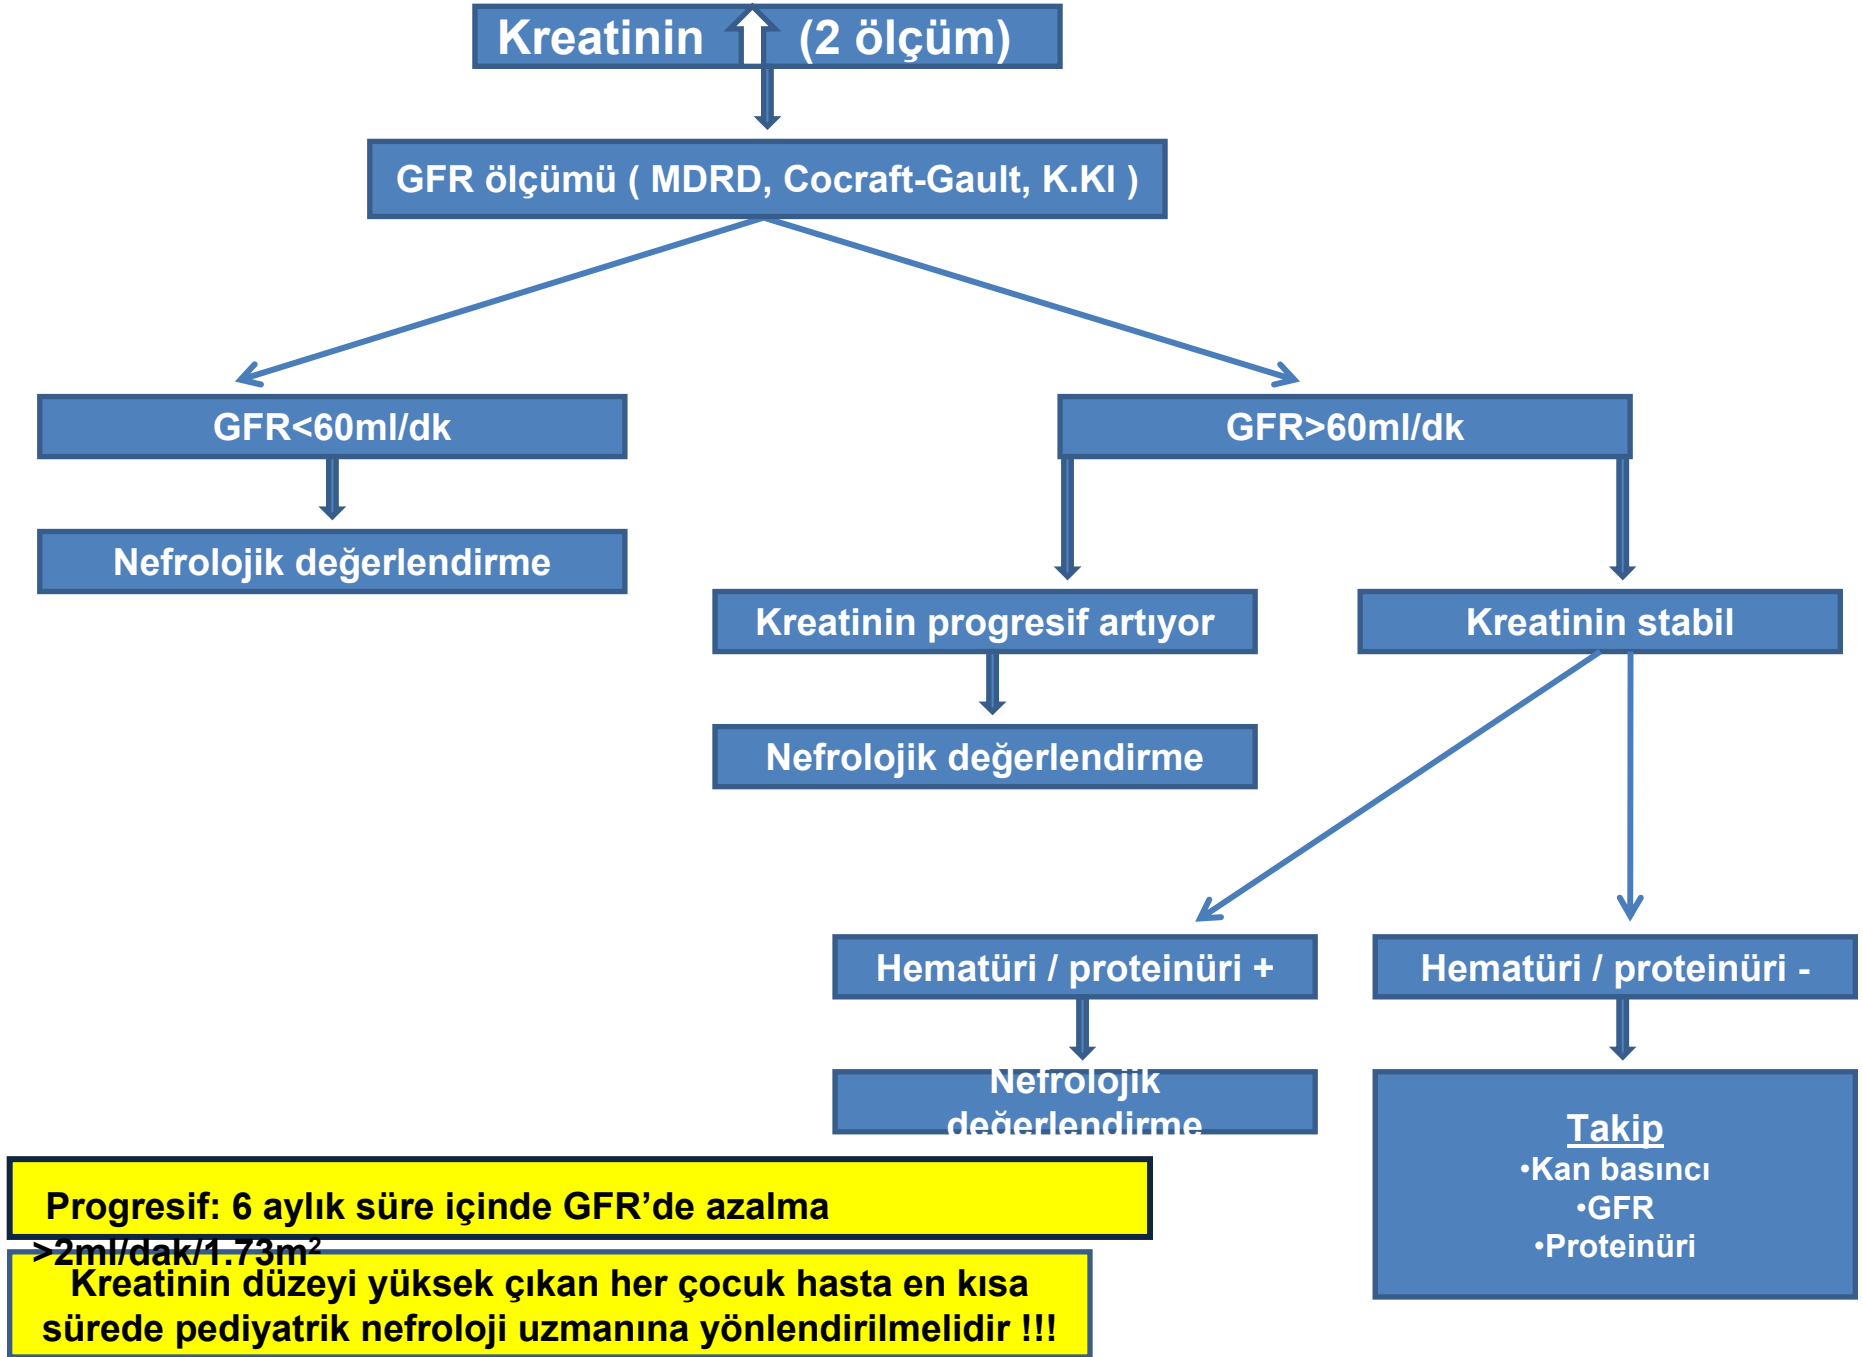 Kreatinin (2 ölçüm)
GFR ölçümü ( MDRD, Cocraft-Gault, K.Kl )
GFR<60ml/dk
GFR>60ml/dk
Nefrolojik değerlendirme
Kreatinin progresif artıyor
Kreatinin stabil
Nefrolojik değerlendirme
Hematüri / proteinüri +
Hematüri / proteinüri -
Nefrolojik
değerlendirme
Takip
•Kan basıncı
•GFR
•Proteinüri
Progresif: 6 aylık süre içinde GFR’de azalma
>2ml/dak/1.73m²
Kreatinin düzeyi yüksek çıkan her çocuk hasta en kısa
sürede pediyatrik nefroloji uzmanına yönlendirilmelidir !!!